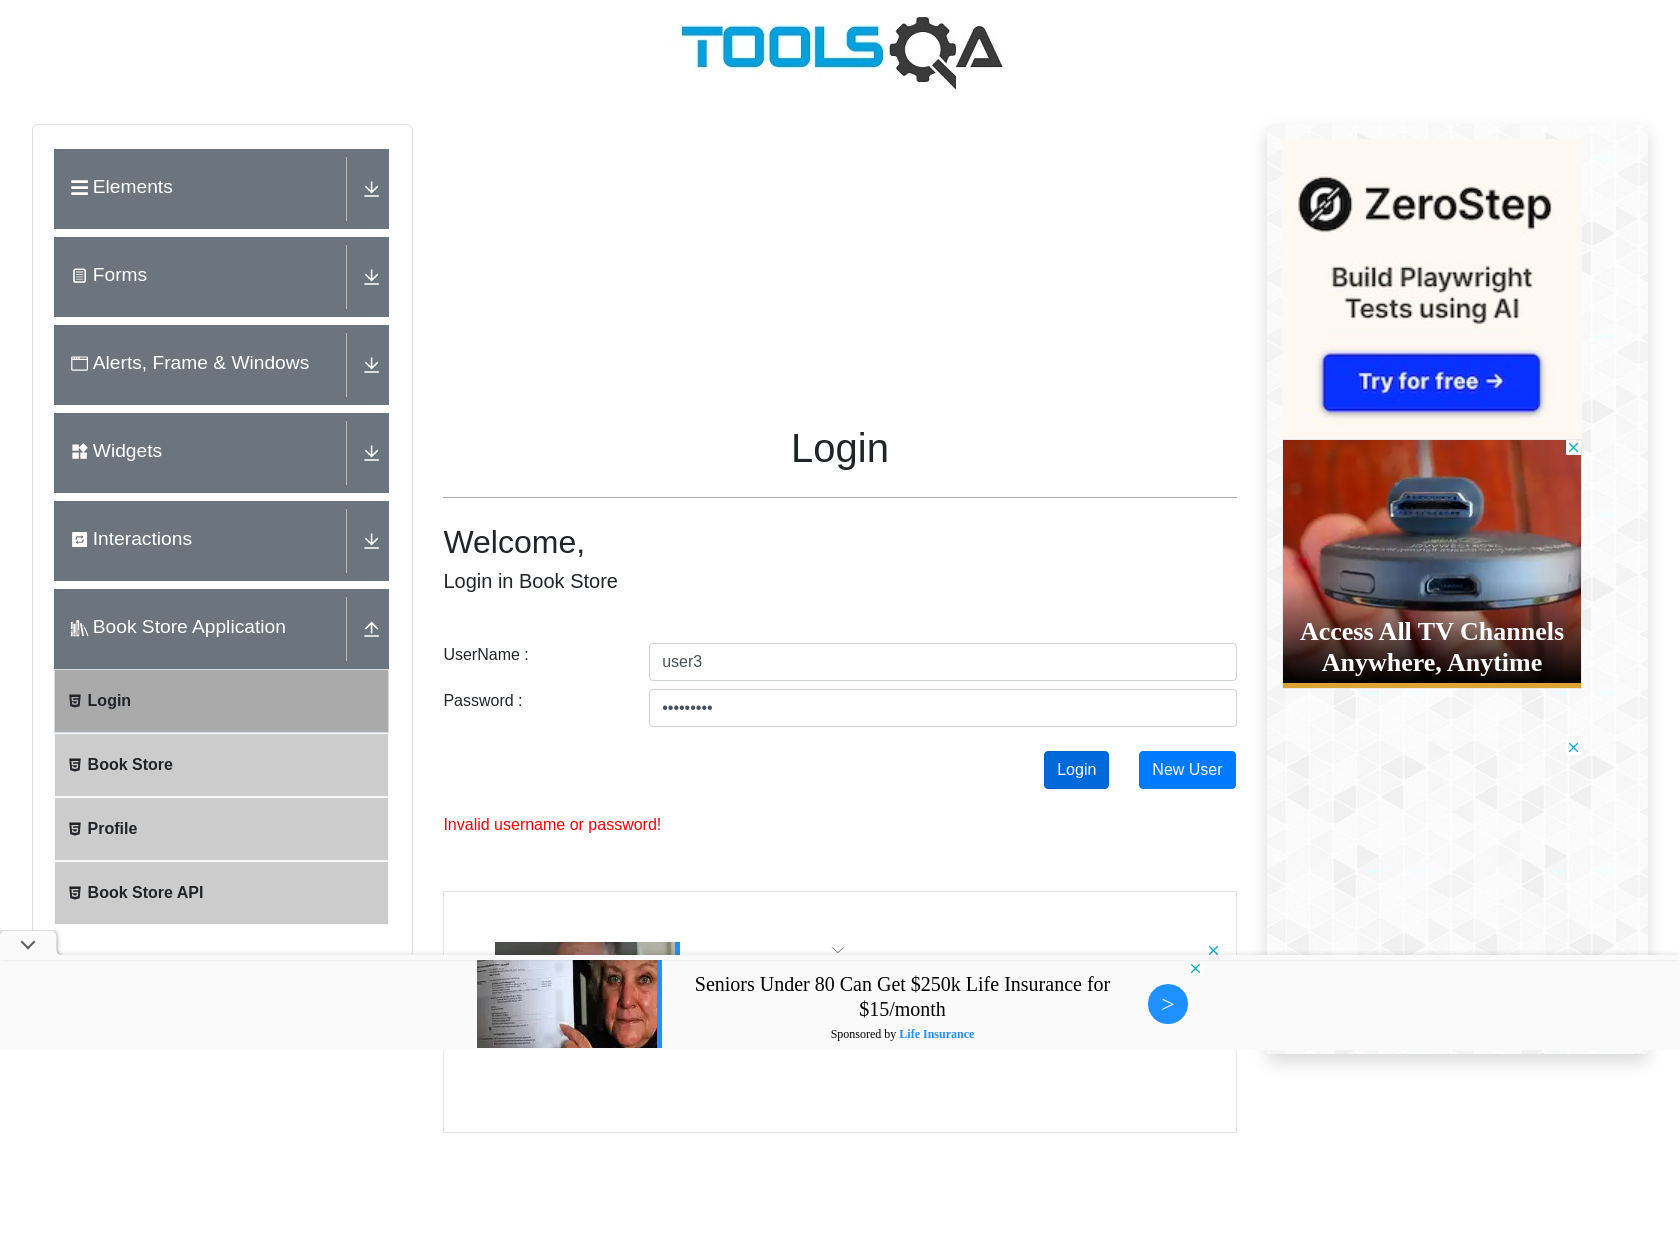 TOOLSQA
Elements
Forms
Alerts, Frame & Windows
Widgets
Interactions
Book Store Application
Login
Book Store
Profile
Book Store API
Login
Welcome,
Login in Book Store
UserName :
user3
Password :
•••••••••
Login
New User
Invalid username or password!
ZeroStep
Build Playwright
Tests using AI
Try for free →
Access All TV Channels
Anywhere, Anytime
Seniors Under 80 Can Get $250k Life Insurance for
$15/month
Sponsored by Life Insurance
>